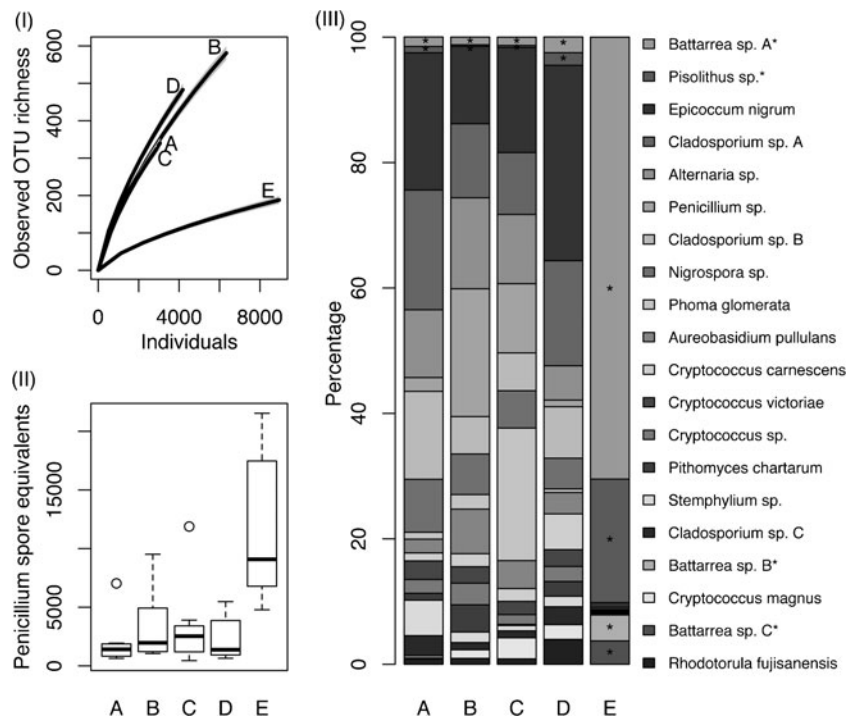 (I)
Observed OTU richness
600
400
200
0
B
D
A
C
E
0 4000 8000
Individuals
(II)
Penicillium spore equivalents
15000
5000
0
A B C D E
(III)
Percentage
100
80
60
40
20
0
* * * * *
* * * * *
*
*
A B C D E
Battarrea sp. A*
Pisolithus sp.*
Epicoccum nigrum
Cladosporium sp. A
Alternaria sp.
Penicillium sp.
Cladosporium sp. B
Nigrospora sp.
Phoma glomerata
Aureobasidium pullulans
Cryptococcus carnescens
Cryptococcus victoriae
Cryptococcus sp.
Pithomyces chartarum
Stemphylium sp.
Cladosporium sp. C
Battarrea sp. B*
Cryptococcus magnus
Battarrea sp. C*
Rhodotorula fujisanensis